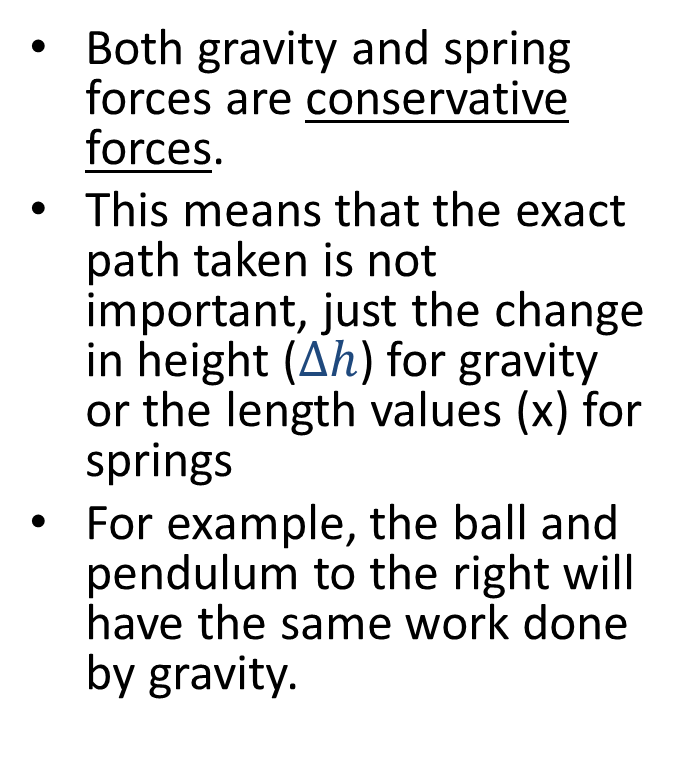 • Both gravity and spring
forces are conservative
forces.
• This means that the exact
path taken is not
important, just the change
in height (Δℎ) for gravity
or the length values (x) for
springs
• For example, the ball and
pendulum to the right will
have the same work done
by gravity.